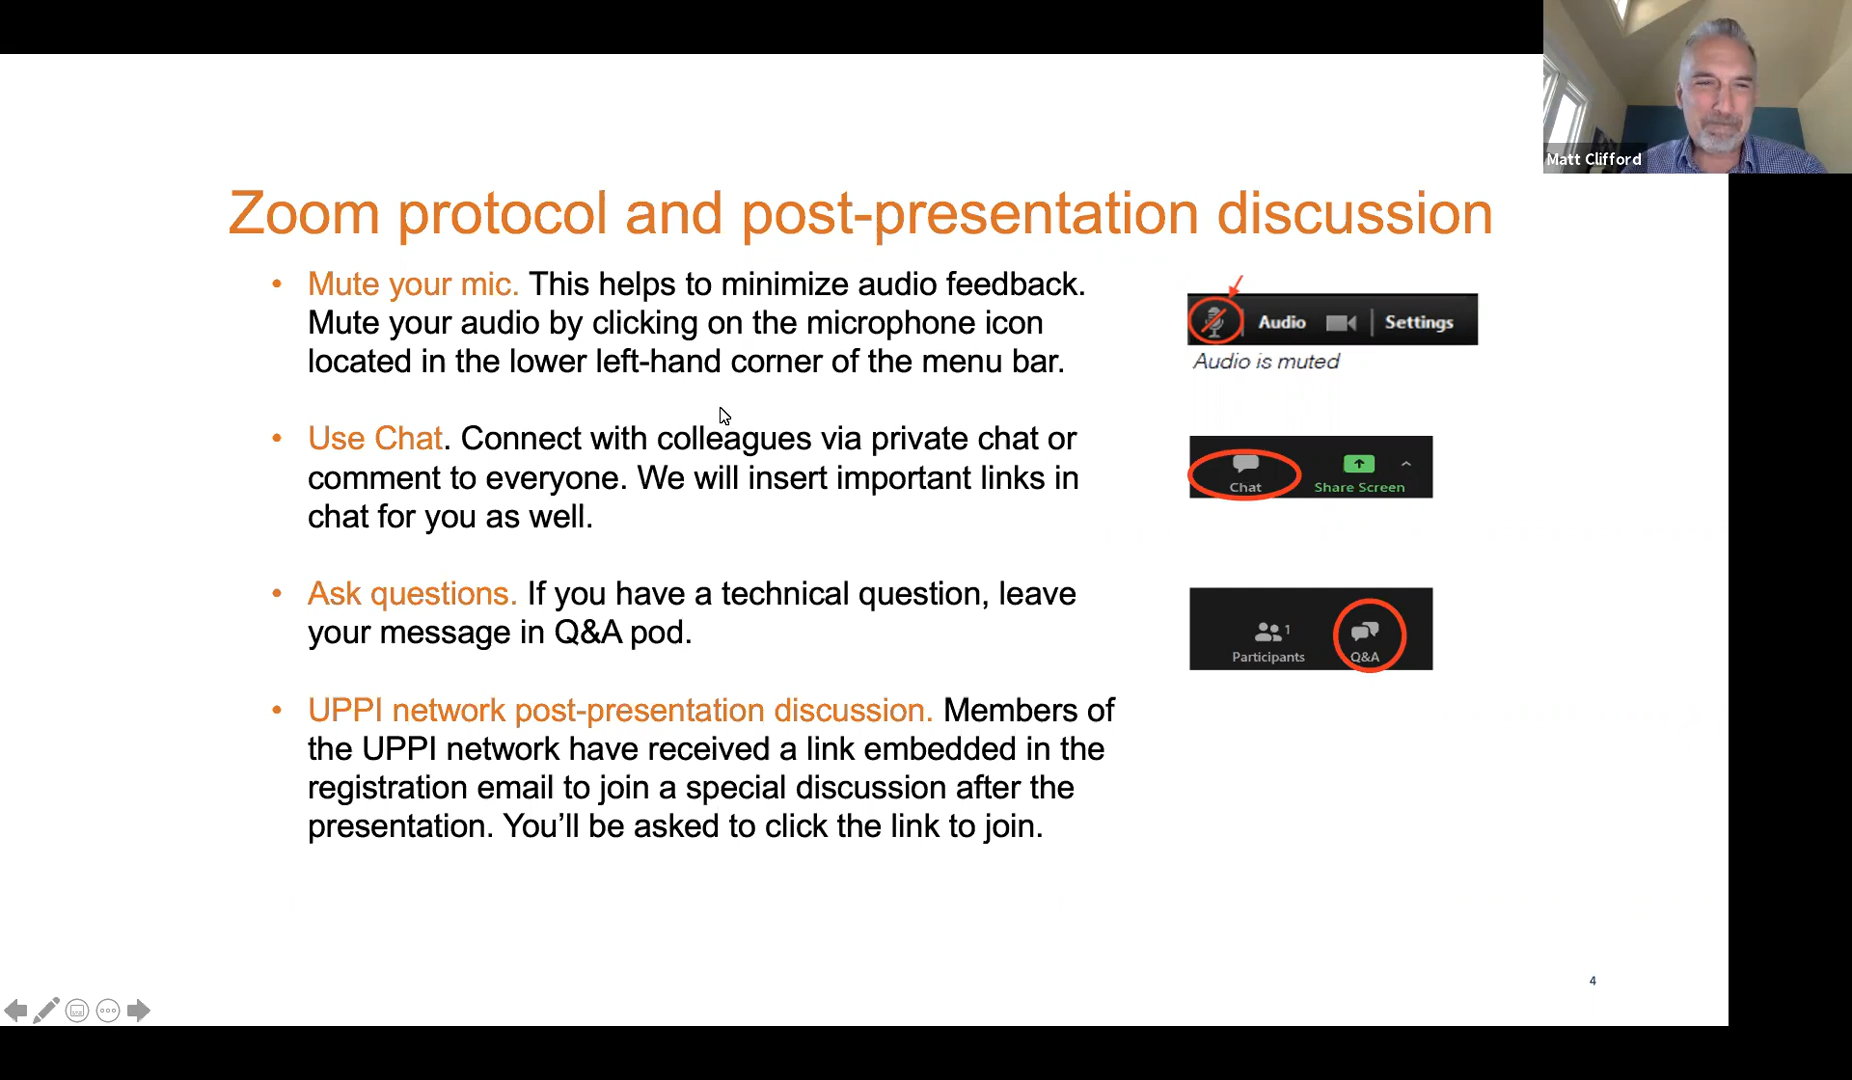 Matt Clifford
Zoom protocol and post-presentation discussion
• Mute your mic. This helps to minimize audio feedback.
Mute your audio by clicking on the microphone icon
located in the lower left-hand corner of the menu bar.
Audio Settings
Audio is muted
• Use Chat. Connect with colleagues via private chat or
comment to everyone. We will insert important links in
chat for you as well.
Chat Share Screen
• Ask questions. If you have a technical question, leave
your message in Q&A pod.
1
Participants Q&A
• UPPI network post-presentation discussion. Members of
the UPPI network have received a link embedded in the
registration email to join a special discussion after the
presentation. You’ll be asked to click the link to join.
4